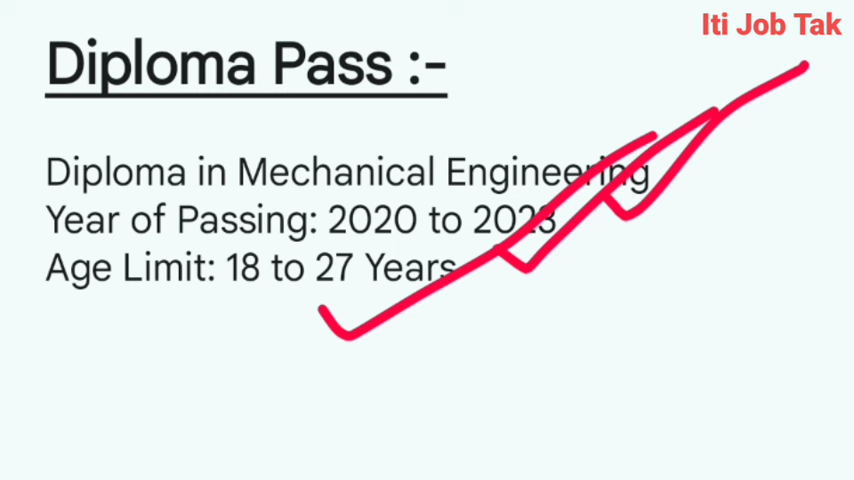 Iti Job Tak
Diploma Pass :-
Diploma in Mechanical Engineering
Year of Passing: 2020 to 2023
Age Limit: 18 to 27 Years